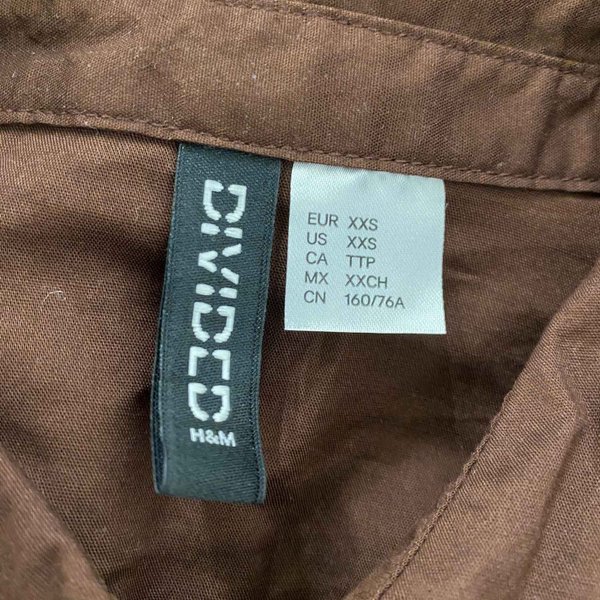 DIVIDED
H&M
EUR XXS
US XXS
CA TTP
MX XXCH
CN 160/76A